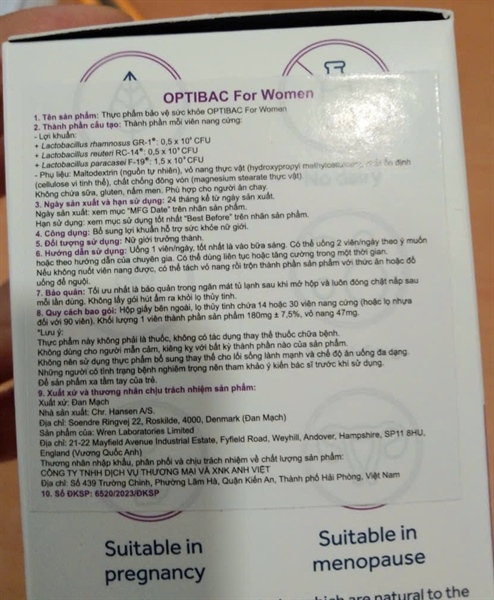 No dairy
OPTIBAC For Women
1. Tên sản phẩm: Thực phẩm bảo vệ sức khỏe OPTIBAC For Women
2. Thành phần cấu tạo: Thành phần mỗi viên nang cứng:
- Lợi khuẩn:
+ Lactobacillus rhamnosus GR-1®: 0,5 x 10⁹ CFU
+ Lactobacillus reuteri RC-14®: 0,5 x 10⁹ CFU
+ Lactobacillus paracasei F-19®: 1,5 x 10⁹ CFU
- Phụ liệu: Maltodextrin (nguồn tự nhiên), vỏ nang thực vật (hydroxypropyl methylcellulose), chất ổn định
(cellulose vi tinh thể), chất chống đông vón (magnesium stearate thực vật).
Không chứa sữa, gluten, nấm men. Phù hợp cho người ăn chay.
3. Ngày sản xuất và hạn sử dụng: 24 tháng kể từ ngày sản xuất.
Ngày sản xuất: xem mục "MFG Date" trên nhãn sản phẩm.
Hạn sử dụng: xem mục sử dụng tốt nhất "Best Before" trên nhãn sản phẩm.
4. Công dụng: Bổ sung lợi khuẩn hỗ trợ sức khỏe nữ giới.
5. Đối tượng sử dụng: Nữ giới trưởng thành.
6. Hướng dẫn sử dụng: Uống 1 viên/ngày, tốt nhất là vào bữa sáng. Có thể uống 2 viên/ngày theo ý muốn
hoặc theo hướng dẫn của chuyên gia. Có thể dùng liên tục hoặc tăng cường trong một thời gian.
Nếu không nuốt viên nang được, có thể tách vỏ nang rồi trộn thành phần sản phẩm với thức ăn hoặc đồ
uống để nguội.
7. Bảo quản: Tối ưu nhất là bảo quản trong ngăn mát tủ lạnh sau khi mở hộp và luôn đóng chặt nắp sau
mỗi lần dùng. Không lấy gói hút ẩm ra khỏi lọ thủy tinh.
8. Quy cách bao gói: Hộp giấy bên ngoài, lọ thủy tinh chứa 14 hoặc 30 viên nang cứng (hoặc lọ nhựa
đối với 90 viên). Khối lượng 1 viên thành phần sản phẩm 180mg ± 7,5%, vỏ nang 47mg.
*Lưu ý:
Thực phẩm này không phải là thuốc, không có tác dụng thay thế thuốc chữa bệnh.
Không dùng cho người mẫn cảm, kiêng kỵ với bất kỳ thành phần nào của sản phẩm.
Không nên sử dụng thực phẩm bổ sung thay thế cho lối sống lành mạnh và chế độ ăn uống đa dạng.
Những người có tình trạng bệnh nghiêm trọng nên tham khảo ý kiến bác sĩ trước khi sử dụng.
Để sản phẩm xa tầm tay của trẻ.
9. Xuất xứ và thương nhân chịu trách nhiệm sản phẩm:
Xuất xứ: Đan Mạch
Nhà sản xuất: Chr. Hansen A/S.
Địa chỉ: Soendre Ringvej 22, Roskilde, 4000, Denmark (Đan Mạch)
Sản phẩm của: Wren Laboratories Limited
Địa chỉ: 21-22 Mayfield Avenue Industrial Estate, Fyfield Road, Weyhill, Andover, Hampshire, SP11 8HU,
England (Vương Quốc Anh)
Thương nhân nhập khẩu, phân phối và chịu trách nhiệm về chất lượng sản phẩm:
CÔNG TY TNHH DỊCH VỤ THƯƠNG MẠI VÀ XNK ANH VIỆT
Địa chỉ: Số 439 Trường Chinh, Phường Lãm Hà, Quận Kiến An, Thành phố Hải Phòng, Việt Nam
10. Số ĐKSP: 6520/2023/ĐKSP
Suitable in
pregnancy
Suitable in
menopause
which are natural to the